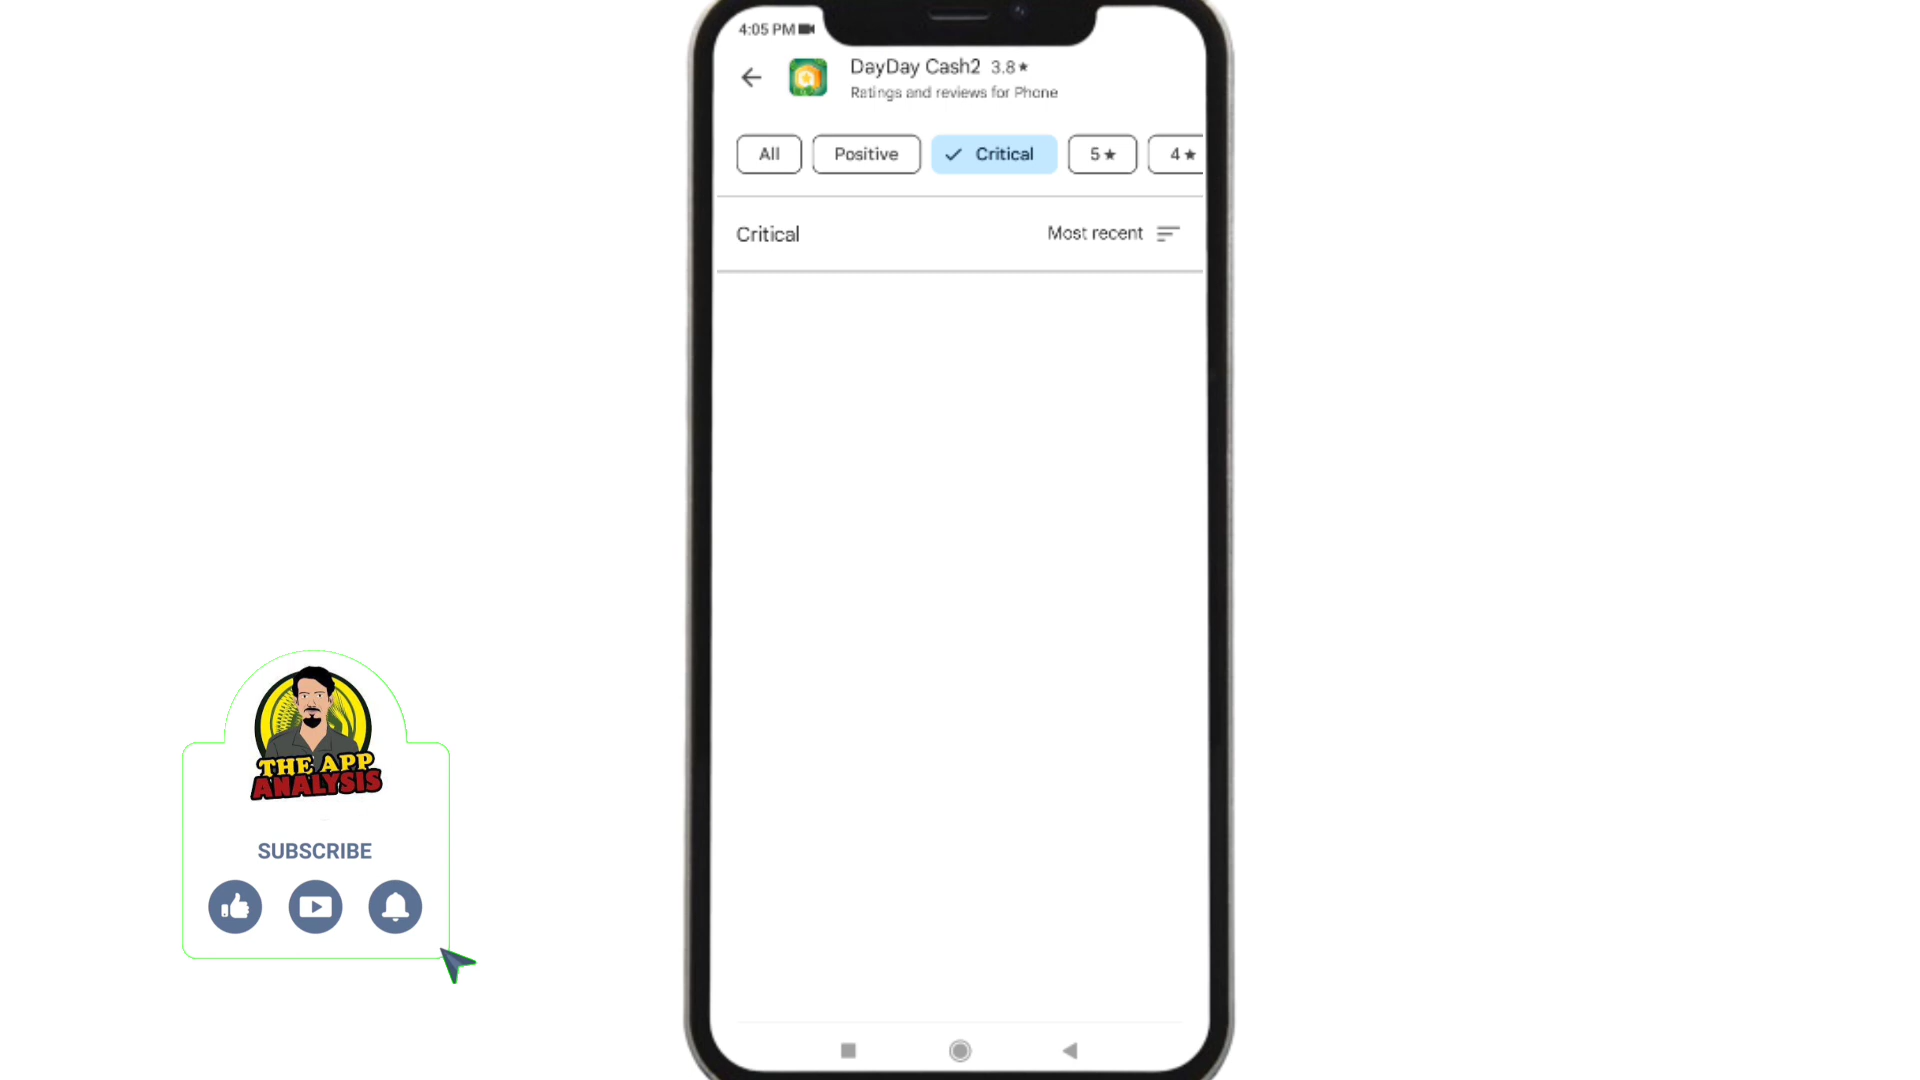 4:05 PM
DayDay Cash2 3.8★
Ratings and reviews for Phone
All
Positive
Critical
5★
4★
Critical
Most recent
THE APP
ANALYSIS
SUBSCRIBE